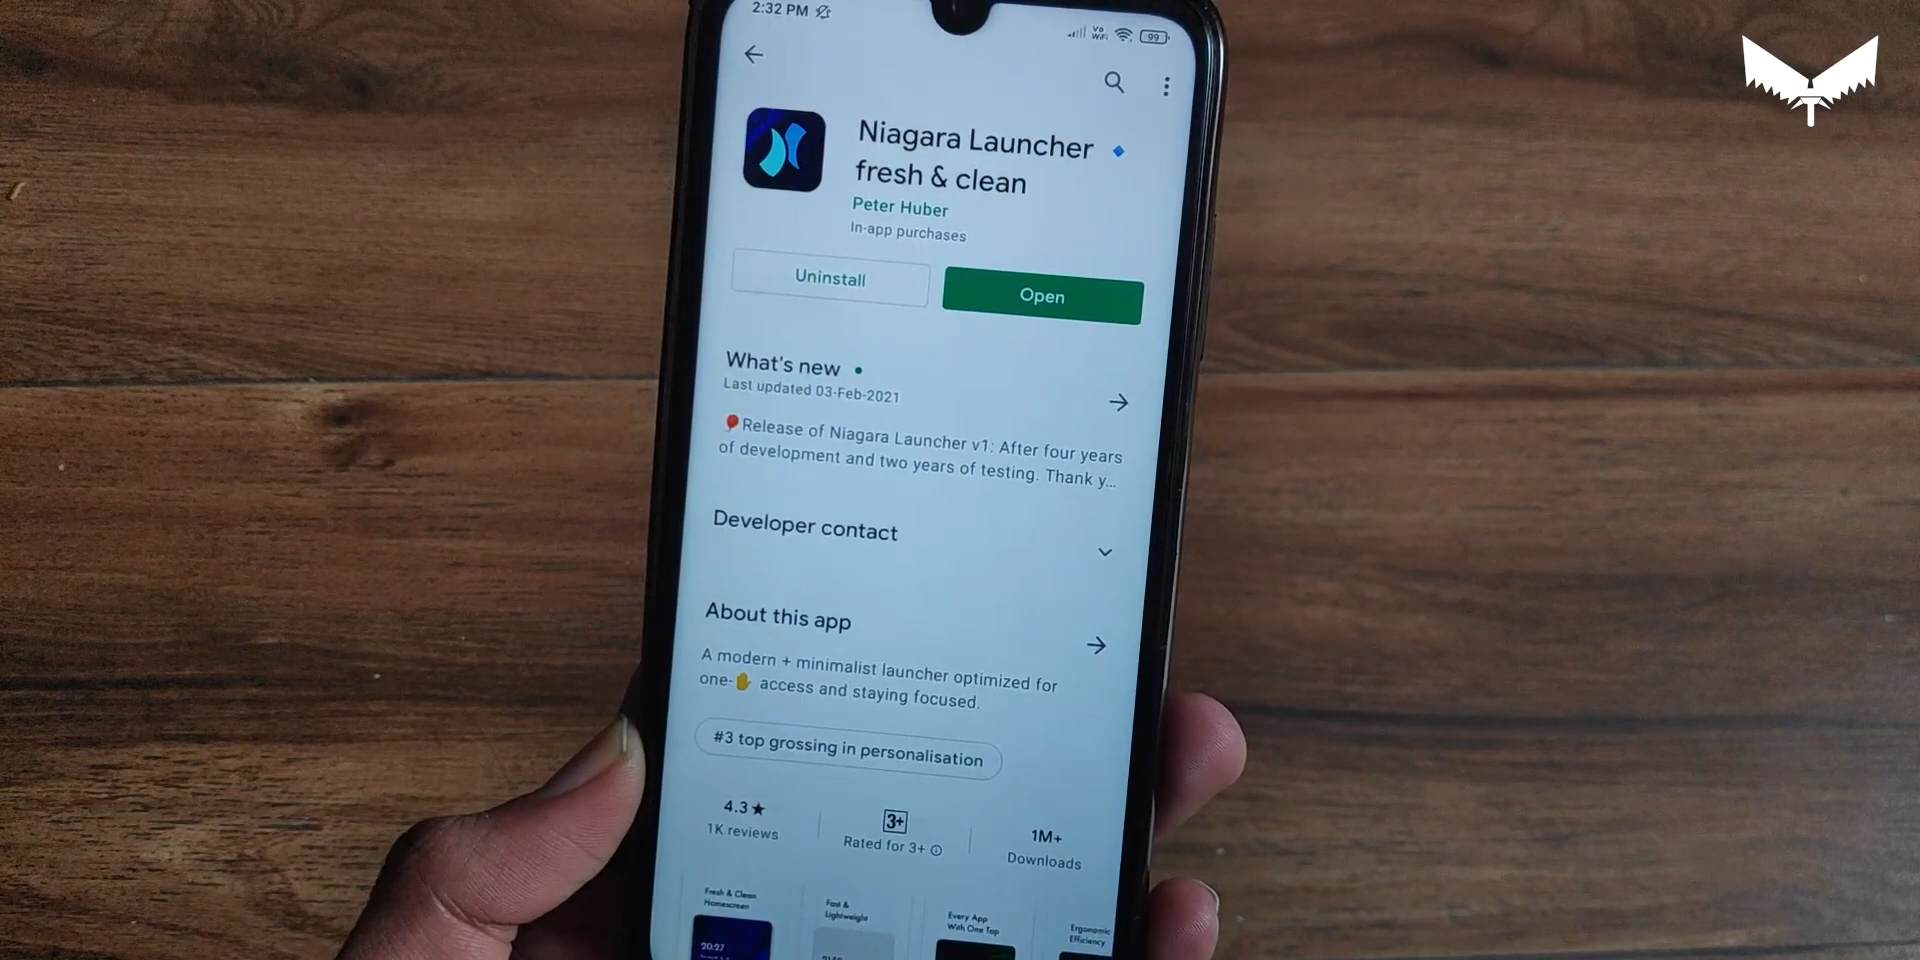 2:32 PM
Vo
WiFi
99
Niagara Launcher
fresh & clean
Peter Huber
In-app purchases
Uninstall
Open
What's new
Last updated 03-Feb-2021
🎈Release of Niagara Launcher v1: After four years
of development and two years of testing. Thank y...
Developer contact
About this app
A modern + minimalist launcher optimized for
one-🤚 access and staying focused.
#3 top grossing in personalisation
4.3★
1K reviews
3+
Rated for 3+
1M+
Downloads
Fresh & Clean
Homescreen
Fast &
Lightweight
Every App
With One Tap
Ergonomic
Efficiency
20:27